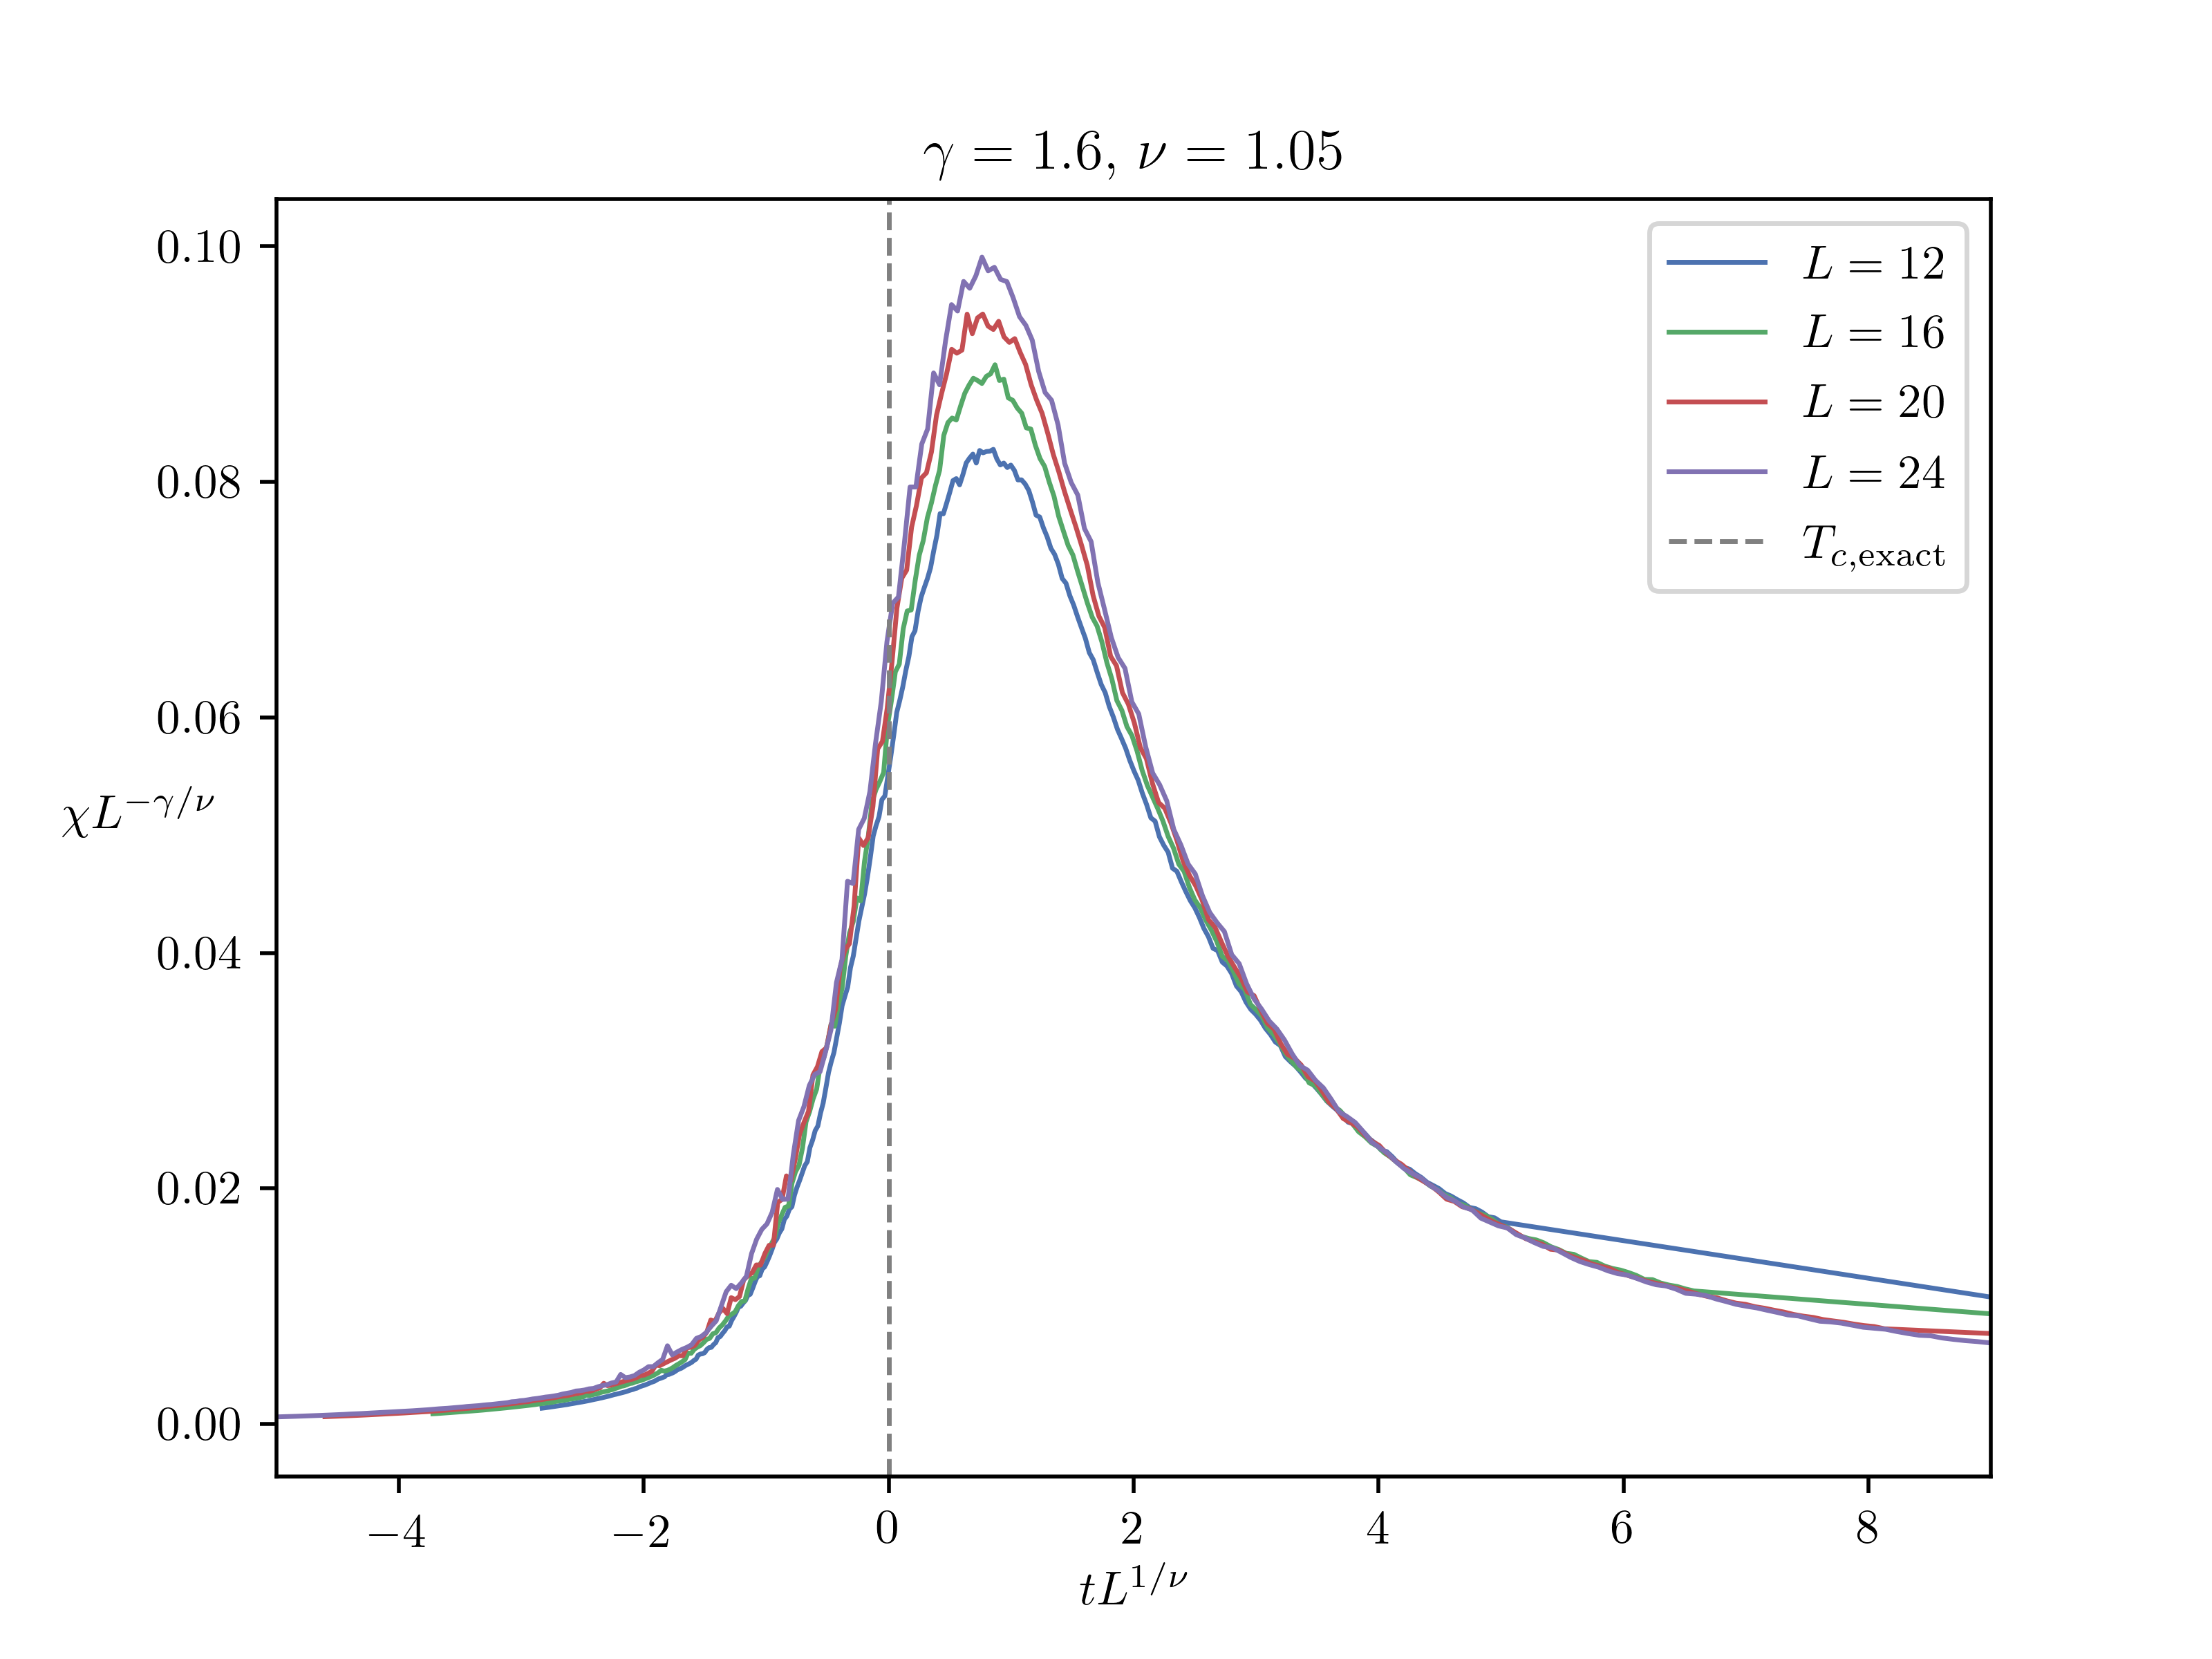 γ = 1.6, ν = 1.05
χL^{−γ/ν}
0.10
0.08
0.06
0.04
0.02
0.00
−4 −2 0 2 4 6 8
tL^{1/ν}
L = 12
L = 16
L = 20
L = 24
T_{c,exact}